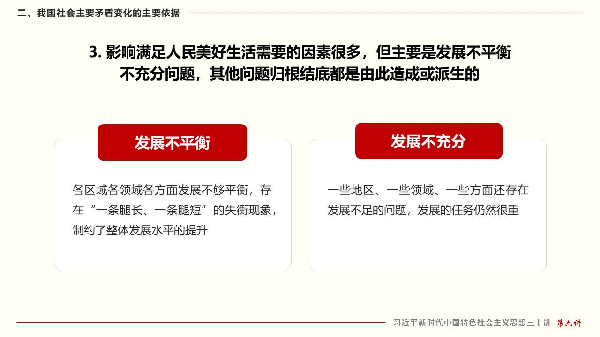 二、我国社会主要矛盾变化的主要依据
3. 影响满足人民美好生活需要的因素很多，但主要是发展不平衡
不充分问题，其他问题归根结底都是由此造成或派生的
发展不平衡
各区域各领域各方面发展不够平衡，存
在“一条腿长、一条腿短”的失衡现象，
制约了整体发展水平的提升
发展不充分
一些地区、一些领域、一些方面还存在
发展不足的问题，发展的任务仍然很重
习近平新时代中国特色社会主义思想三十讲 第六讲